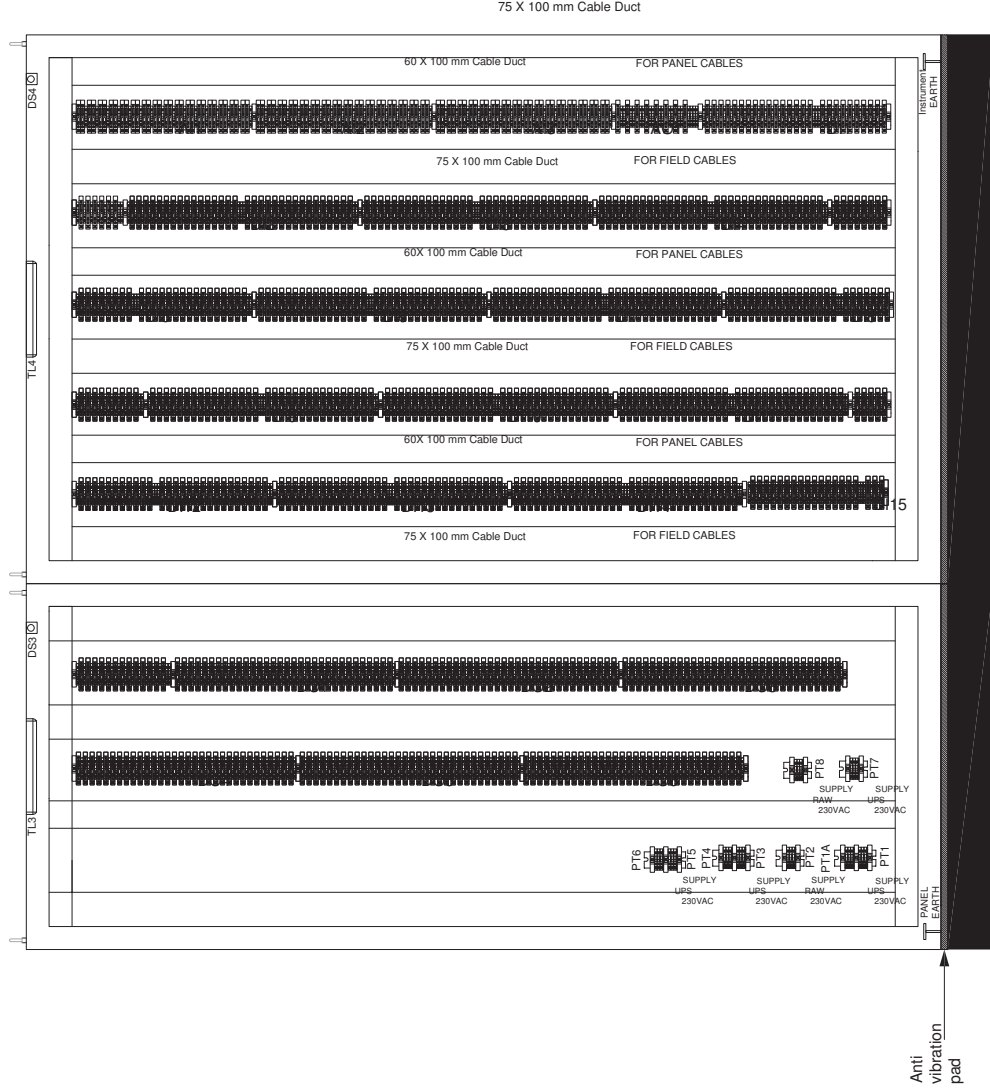 75 X 100 mm Cable Duct
60 X 100 mm Cable Duct
FOR PANEL CABLES
DS4
Instrument
EARTH
75 X 100 mm Cable Duct
FOR FIELD CABLES
60X 100 mm Cable Duct
FOR PANEL CABLES
TL4
75 X 100 mm Cable Duct
FOR FIELD CABLES
60X 100 mm Cable Duct
FOR PANEL CABLES
15
75 X 100 mm Cable Duct
FOR FIELD CABLES
DS3
TL3
PT8
PT7
SUPPLY
RAW
230VAC
SUPPLY
UPS
230VAC
PT6
PT5
PT4
PT3
PT2
PT1A
PT1
SUPPLY
UPS
230VAC
SUPPLY
UPS
230VAC
SUPPLY
RAW
230VAC
SUPPLY
UPS
230VAC
PANEL
EARTH
Anti
vibration
pad